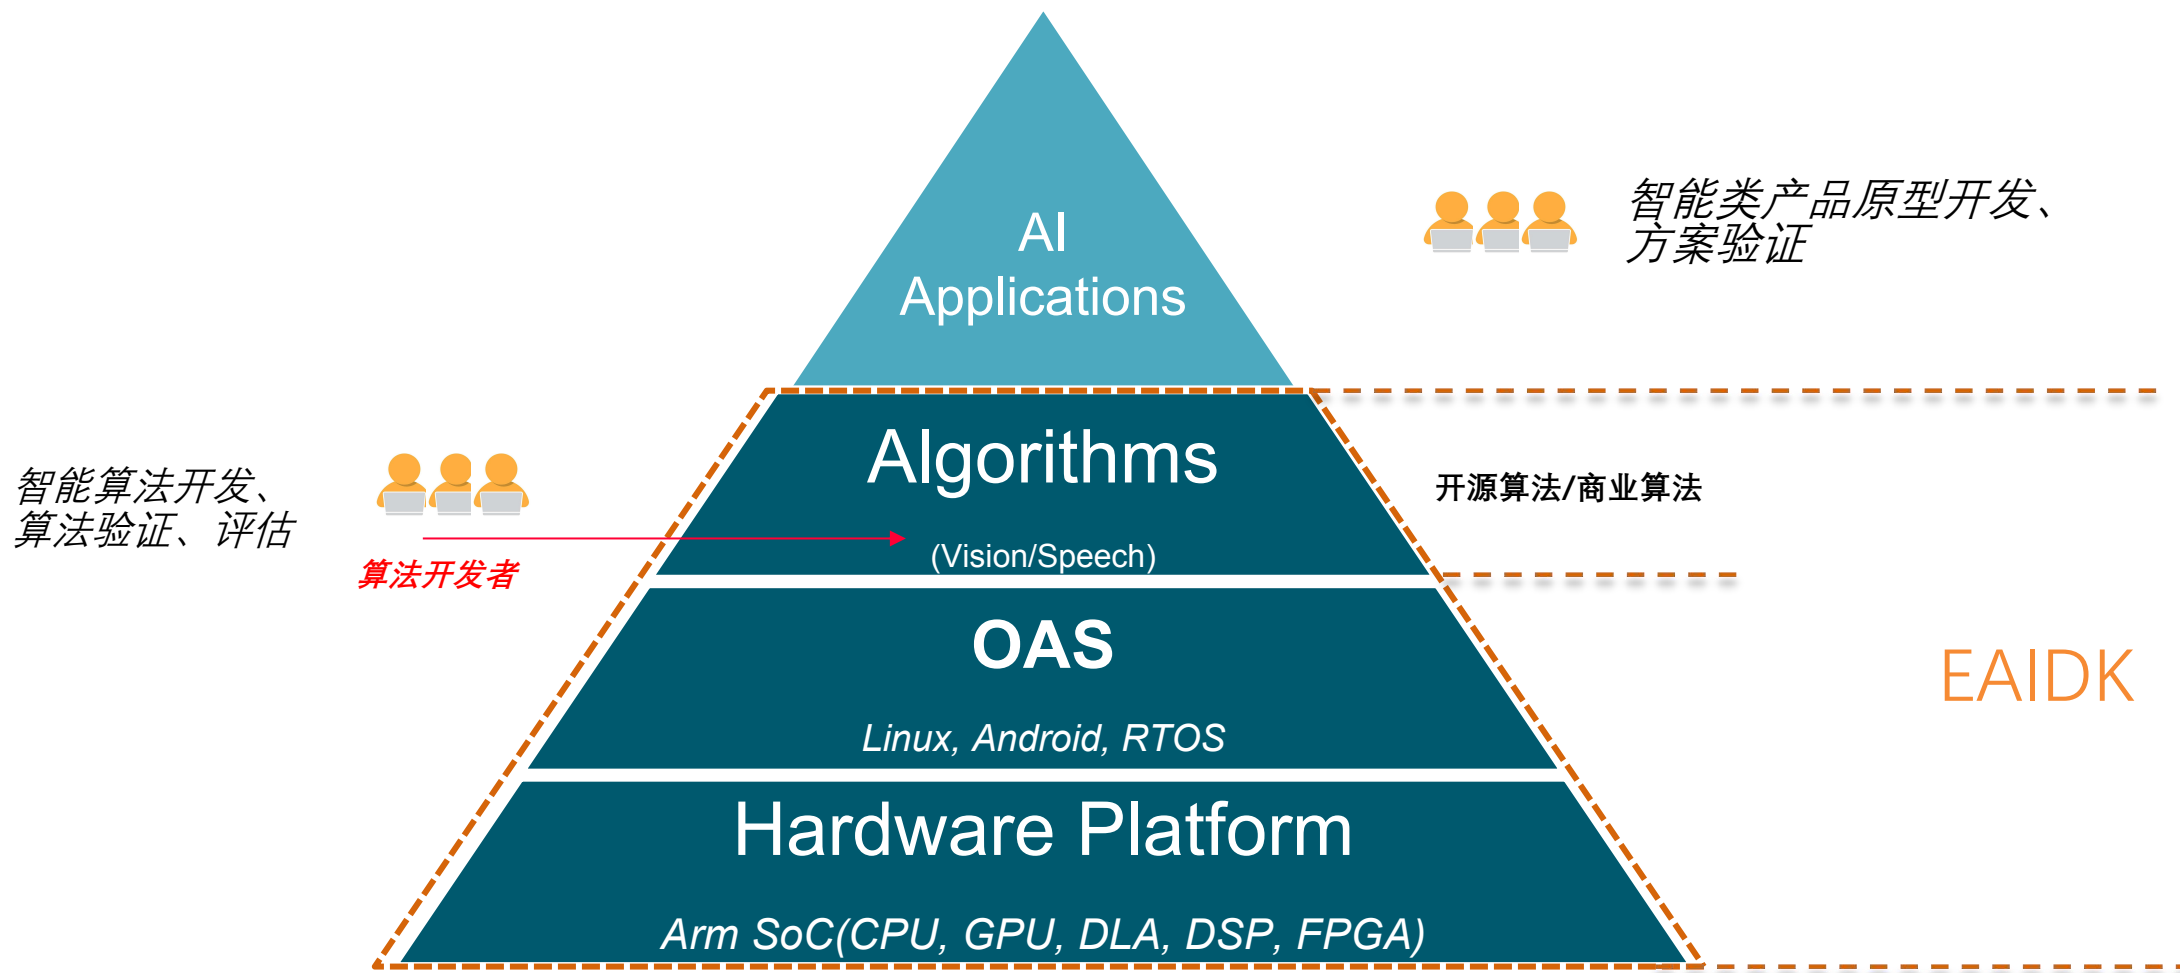 AI
Applications
智能类产品原型开发、
方案验证
Algorithms
(Vision/Speech)
智能算法开发、
算法验证、评估
算法开发者
开源算法/商业算法
OAS
Linux, Android, RTOS
EAIDK
Hardware Platform
Arm SoC(CPU, GPU, DLA, DSP, FPGA)